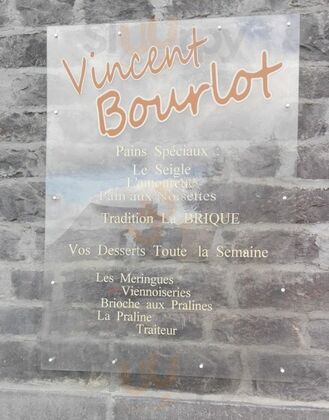 Vincent
Bourlot
Pains Spéciaux :
Le Seigle
L'amourette
Pain aux Noisettes
Tradition La BRIQUE
Vos Desserts Toute la Semaine
Les Meringues
Viennoiseries
Brioche aux Pralines
La Praline
Traiteur